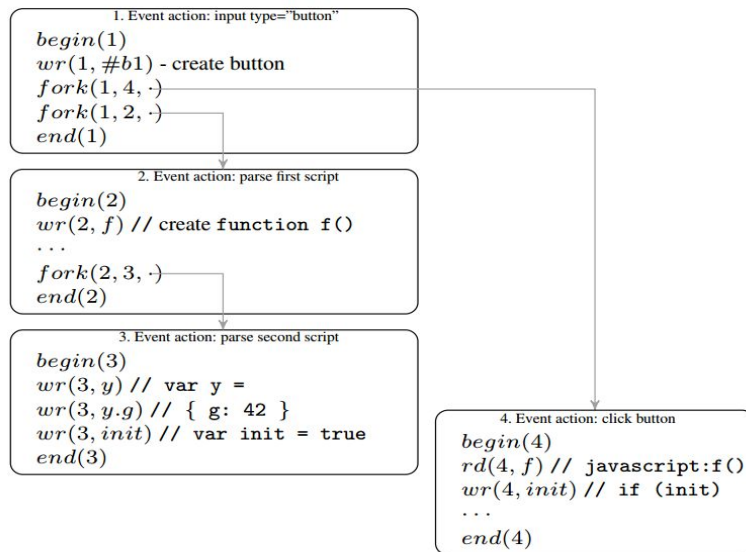 1. Event action: input type="button"
begin(1)
wr(1, #b1) - create button
fork(1, 4, ·)
fork(1, 2, ·)
end(1)
2. Event action: parse first script
begin(2)
wr(2, f) // create function f()
...
fork(2, 3, ·)
end(2)
3. Event action: parse second script
begin(3)
wr(3, y) // var y =
wr(3, y.g) // { g: 42 }
wr(3, init) // var init = true
end(3)
4. Event action: click button
begin(4)
rd(4, f) // javascript:f()
wr(4, init) // if (init)
...
end(4)